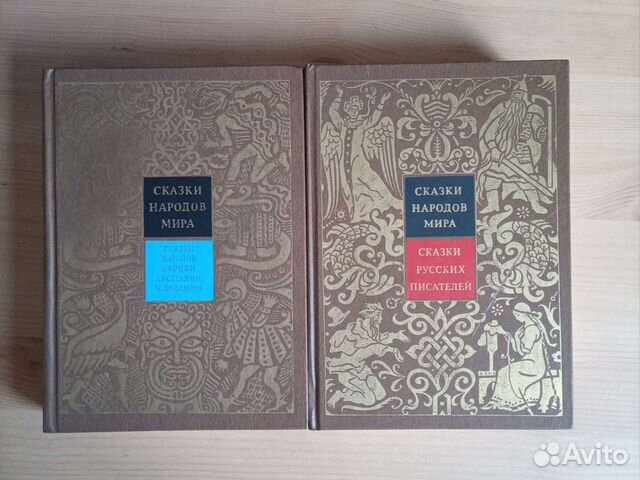 СКАЗКИ
НАРОДОВ
МИРА
СКАЗКИ
НАРОДОВ
АФРИКИ
АВСТРАЛИИ
И ОКЕАНИИ
СКАЗКИ
НАРОДОВ
МИРА
СКАЗКИ
РУССКИХ
ПИСАТЕЛЕЙ
Avito